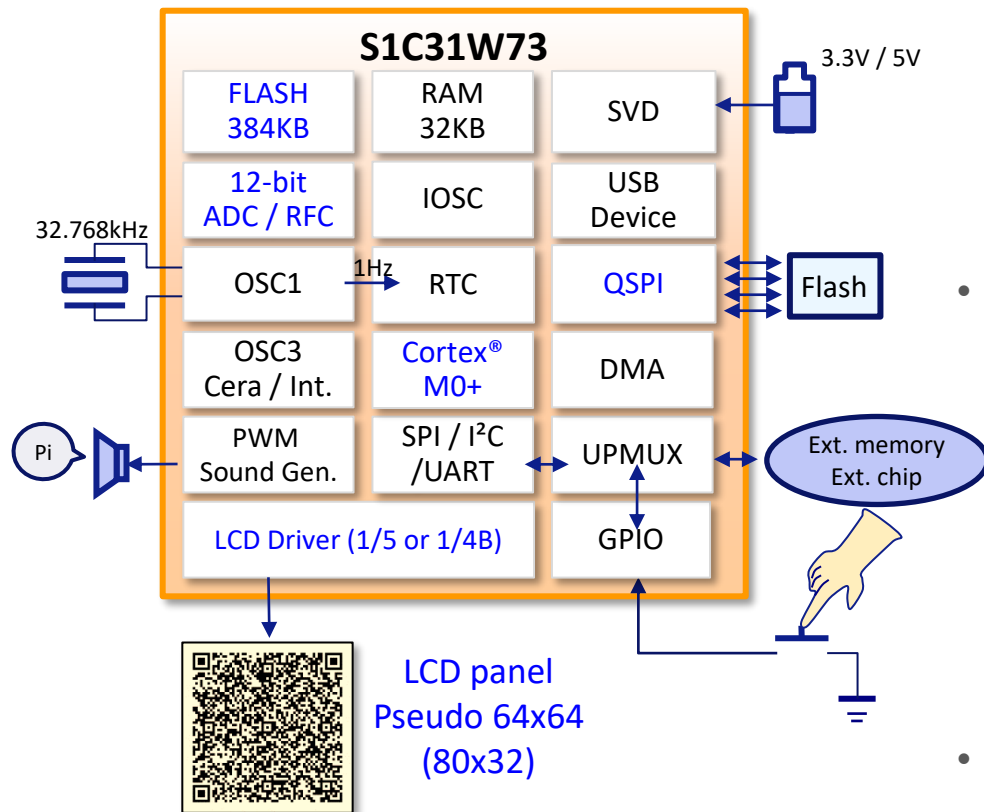 S1C31W73
3.3V / 5V
FLASH
384KB
RAM
32KB
SVD
12-bit
ADC / RFC
IOSC
USB
Device
32.768kHz
OSC1
1Hz
RTC
QSPI
Flash
•
OSC3
Cera / Int.
Cortex®
M0+
DMA
Pi
PWM
Sound Gen.
SPI / I²C
/UART
UPMUX
Ext. memory
Ext. chip
LCD Driver (1/5 or 1/4B)
GPIO
LCD panel
Pseudo 64x64
(80x32)
•